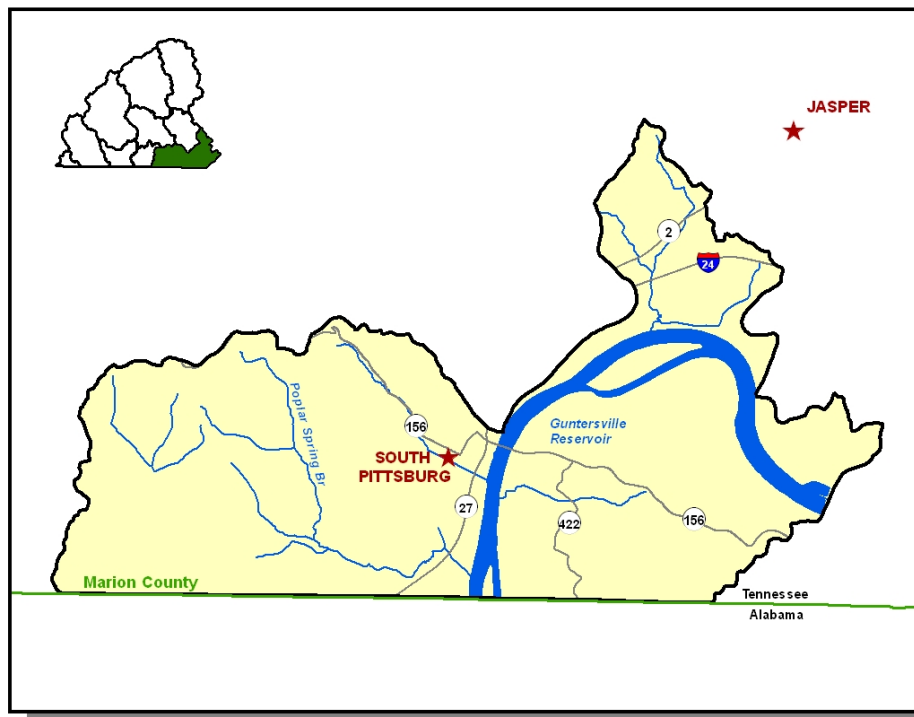 JASPER
2
24
Poplar Spring Br
156
Guntersville
Reservoir
SOUTH
PITTSBURG
27
422
156
Marion County
Tennessee
Alabama